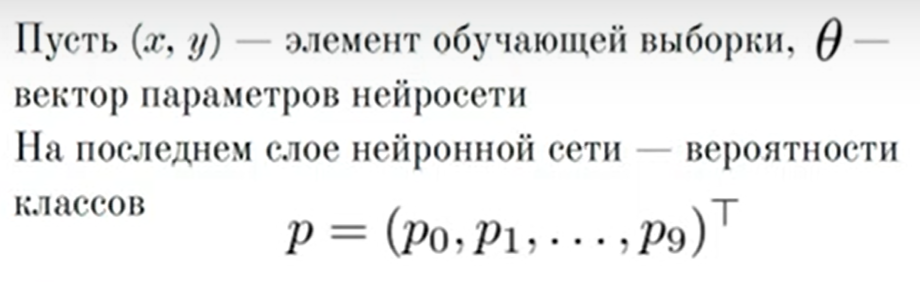 Пусть (x, y) — элемент обучающей выборки, θ —
вектор параметров нейросети
На последнем слое нейронной сети — вероятности
классов
p = (p₀, p₁, . . . , p₉)⊤